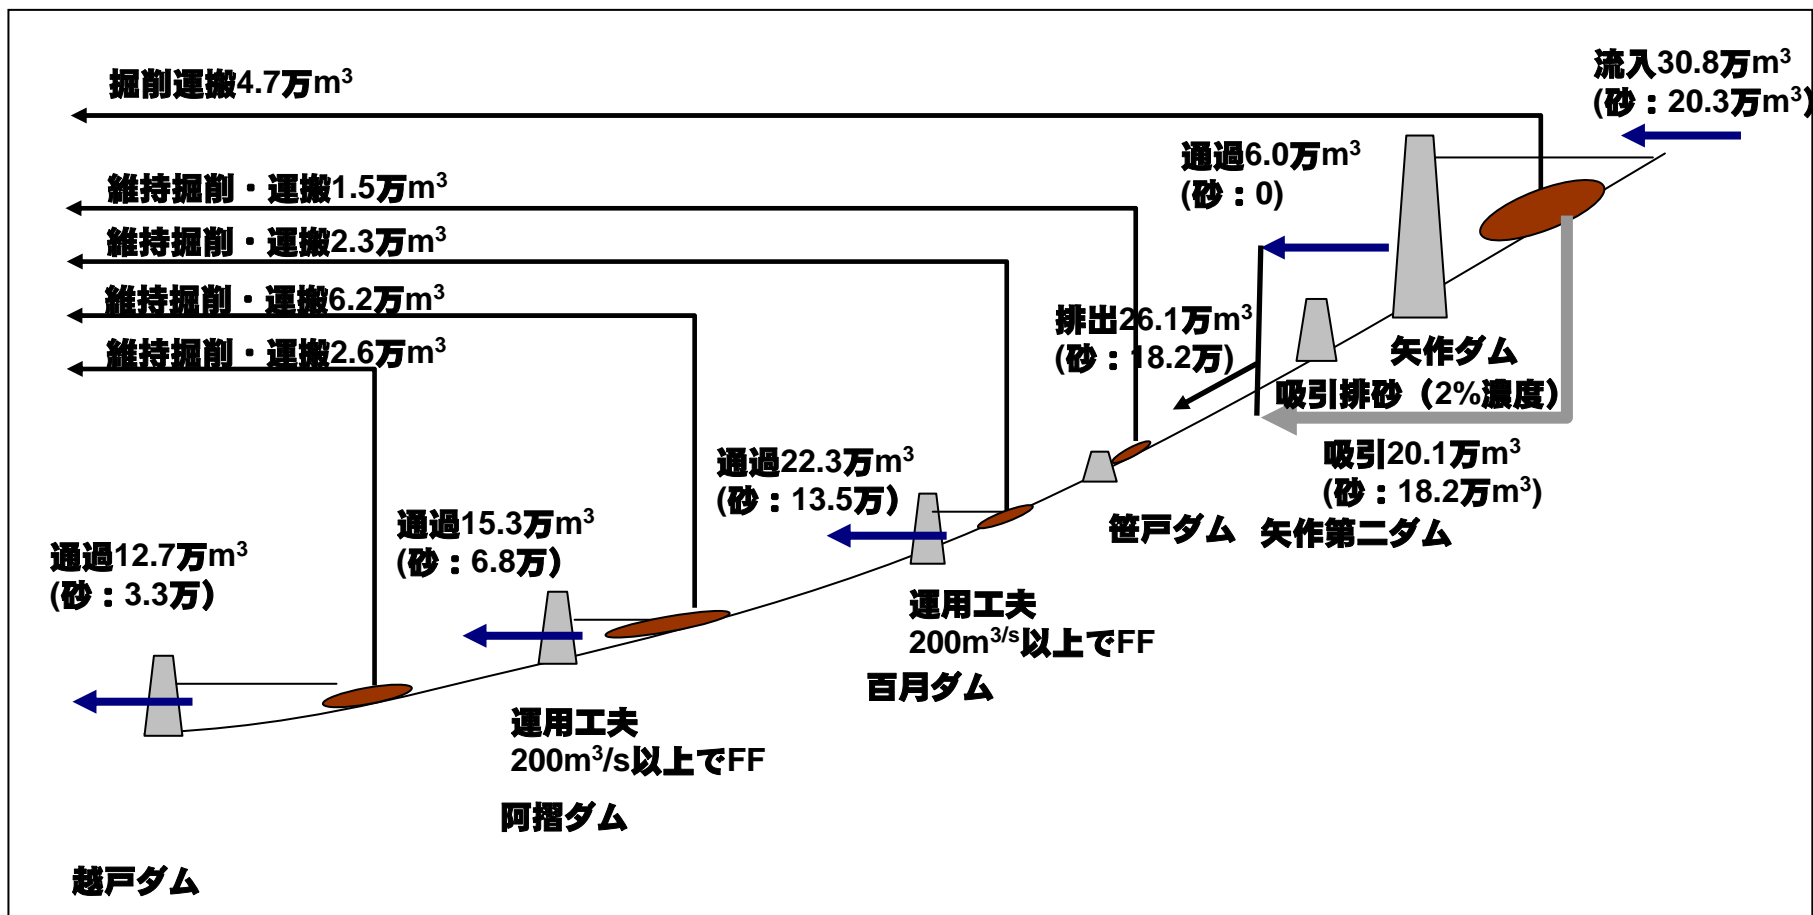 掘削運搬4.7万m³
流入30.8万m³
(砂：20.3万m³)
通過6.0万m³
(砂：0)
維持掘削・運搬1.5万m³
維持掘削・運搬2.3万m³
維持掘削・運搬6.2万m³
維持掘削・運搬2.6万m³
排出26.1万m³
(砂：18.2万)
矢作ダム
吸引排砂（2%濃度）
吸引20.1万m³
(砂：18.2万m³)
矢作第二ダム
笹戸ダム
通過22.3万m³
(砂：13.5万）
運用工夫
200m³/ˢ以上でFF
百月ダム
通過15.3万m³
(砂：6.8万）
運用工夫
200m³/s以上でFF
阿摺ダム
通過12.7万m³
(砂：3.3万）
越戸ダム